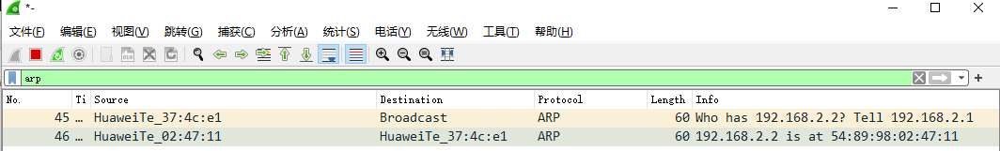 *-
文件(F) 编辑(E) 视图(V) 跳转(G) 捕获(C) 分析(A) 统计(S) 电话(Y) 无线(W) 工具(T) 帮助(H)
arp
No. Ti Source Destination Protocol Length Info
45 … HuaweiTe_37:4c:e1 Broadcast ARP 60 Who has 192.168.2.2? Tell 192.168.2.1
46 … HuaweiTe_02:47:11 HuaweiTe_37:4c:e1 ARP 60 192.168.2.2 is at 54:89:98:02:47:11